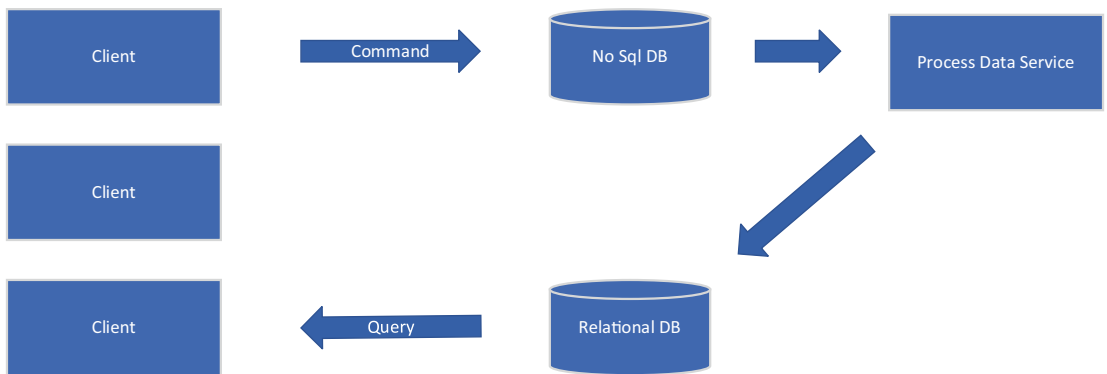 Client
Command
No Sql DB
Process Data Service
Client
Client
Query
Relational DB